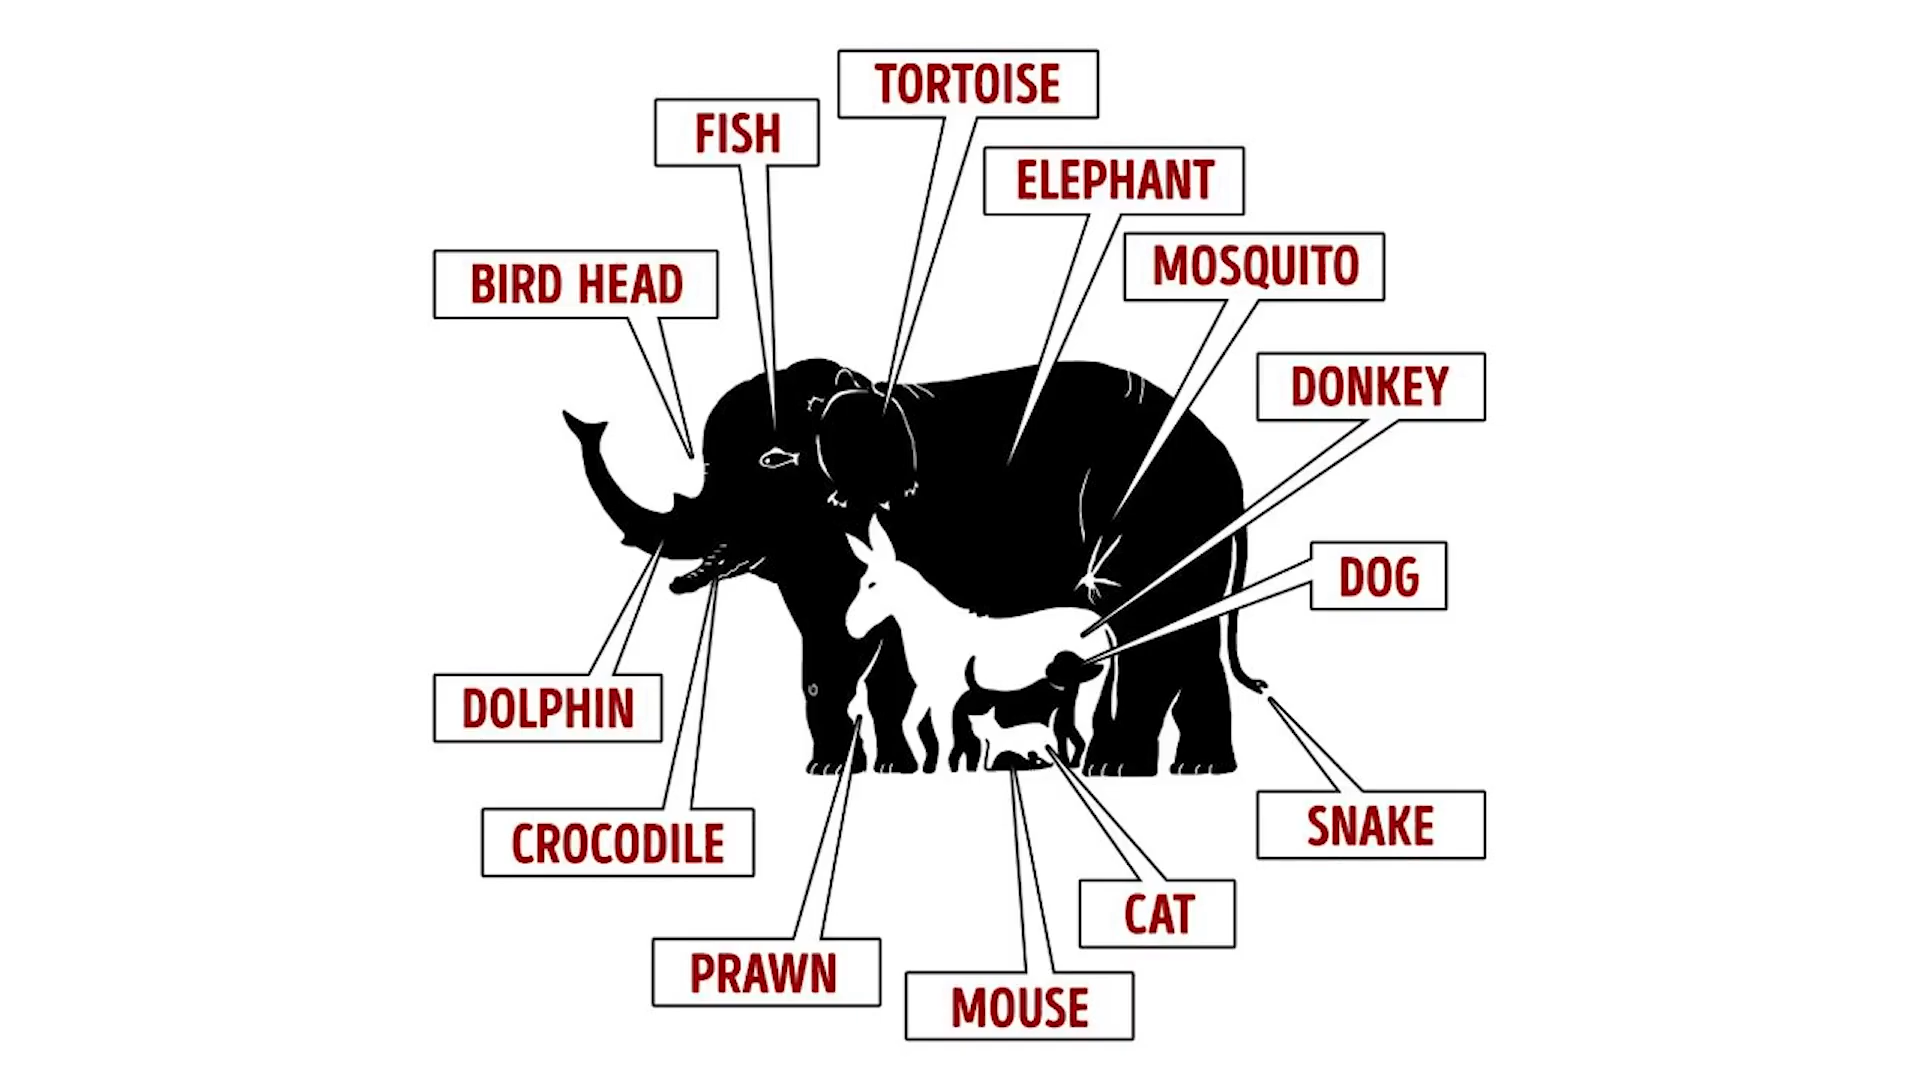 TORTOISE
FISH
ELEPHANT
MOSQUITO
BIRD HEAD
DONKEY
DOG
DOLPHIN
SNAKE
CROCODILE
CAT
PRAWN
MOUSE